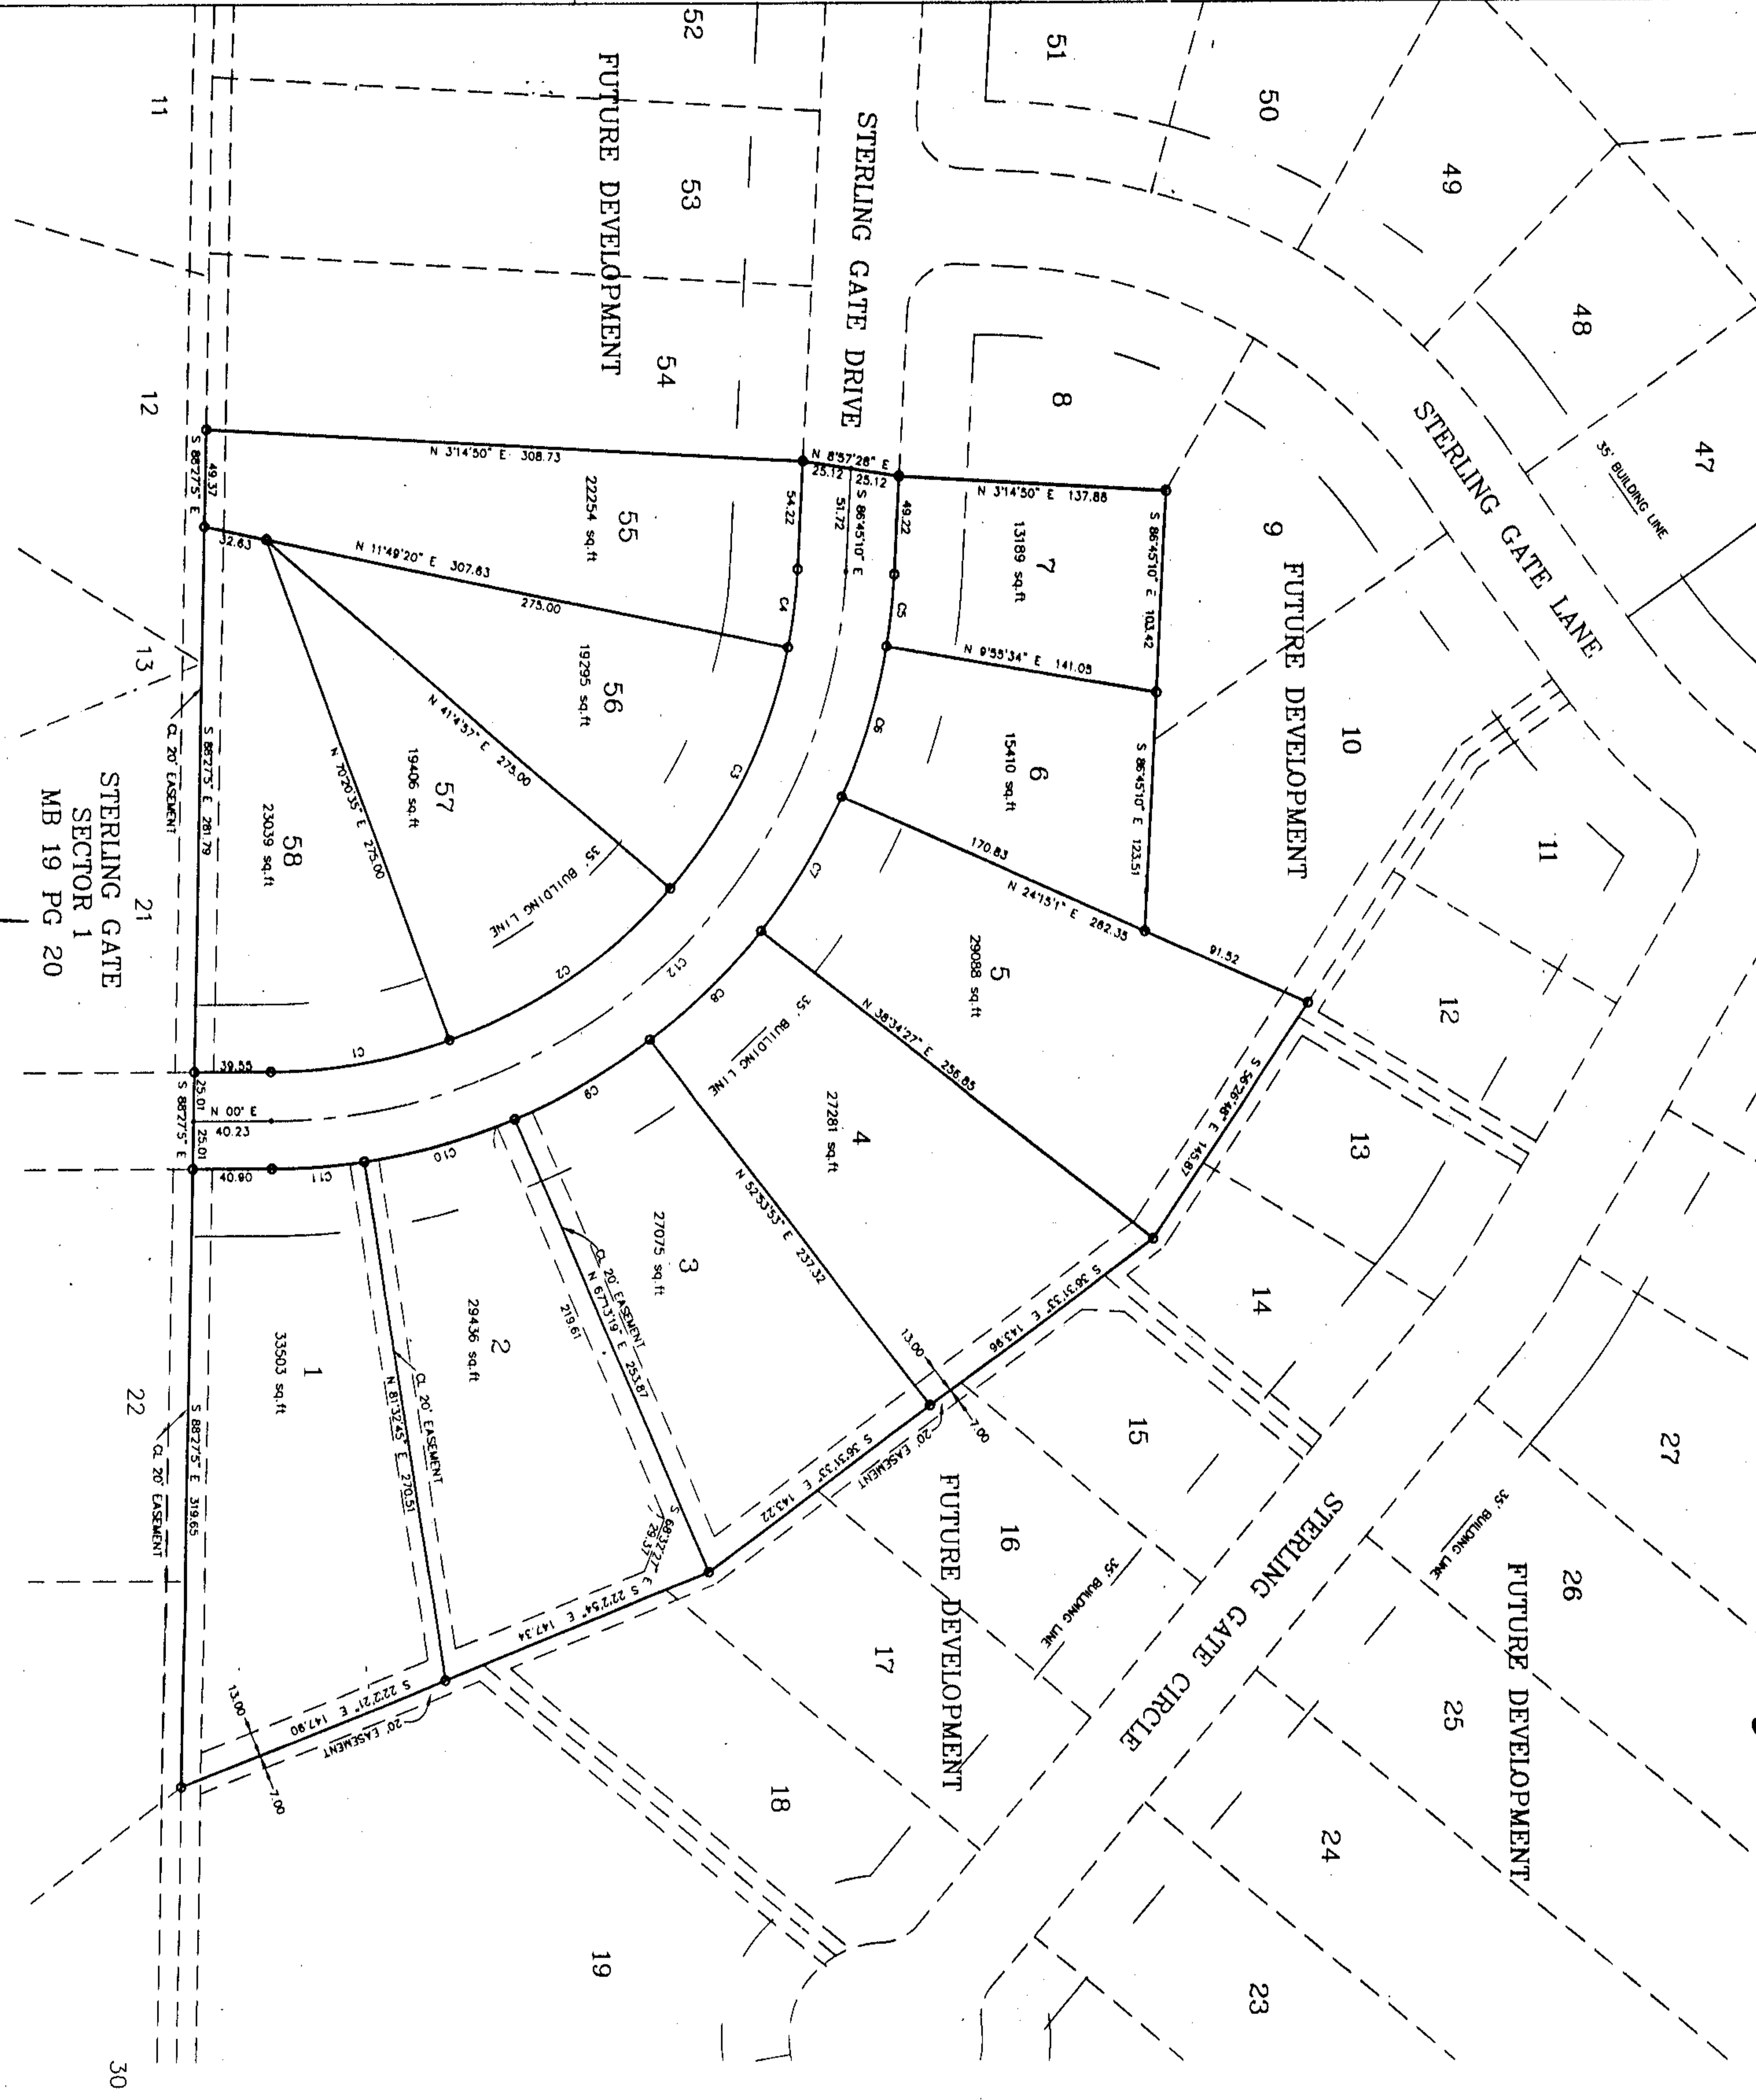 52
51
50
49
48
47
35' BUILDING LINE
STERLING GATE LANE
FUTURE DEVELOPMENT
53
54
STERLING GATE DRIVE
8
9
FUTURE DEVELOPMENT
10
11
12
13
14
15
16
17
18
19
FUTURE DEVELOPMENT
35' BUILDING LINE
STERLING GATE CIRCLE
27
35' BUILDING LINE
26
FUTURE DEVELOPMENT
25
24
23
11
12
13
21
22
30
STERLING GATE
SECTOR 1
MB 19 PG 20
N 3°14'50" E 308.73
N 8°57'28" E
25.12
25.12
S 86°45'10" E
51.72
54.22
49.22
N 3°14'50" E 137.88
S 86°45'10" E 103.42
7
13189 sq.ft
C5
N 9°55'34" E 141.05
S 86°45'10" E 123.51
6
15410 sq.ft
C6
170.83
N 24°15'1" E 262.35
91.52
5
29088 sq.ft
C7
N 38°34'27" E 256.85
S 56°26'48" E 145.87
35' BUILDING LINE
C8
4
27281 sq.ft
N 52°53'53" E 237.32
S 36°31'33" E 143.96
13.00
7.00
C9
3
27075 sq.ft
CL 20' EASEMENT
N 67°13'19" E 253.87
219.61
S 36°31'33" E 143.22
20' EASEMENT
S 68°32'27" E
29.37
C10
2
29436 sq.ft
CL 20' EASEMENT
N 81°32'45" E 270.51
S 22°2'54" E
147.34
C11
1
33503 sq.ft
S 22°2'21" E 147.90
20' EASEMENT
13.00
7.00
S 88°27'5" E 319.65
CL 20' EASEMENT
40.90
N 00° E
40.23
39.55
25.01
25.01
S 88°27'5" E
C12
C1
C2
C3
C4
55
22254 sq.ft
N 11°49'20" E 307.63
275.00
32.63
49.37
S 88°27'5" E
56
19295 sq.ft
N 41°4'57" E 275.00
57
19406 sq.ft
N 70°20'35" E 275.00
35' BUILDING LINE
58
23039 sq.ft
S 88°27'5" E 281.79
CL 20' EASEMENT